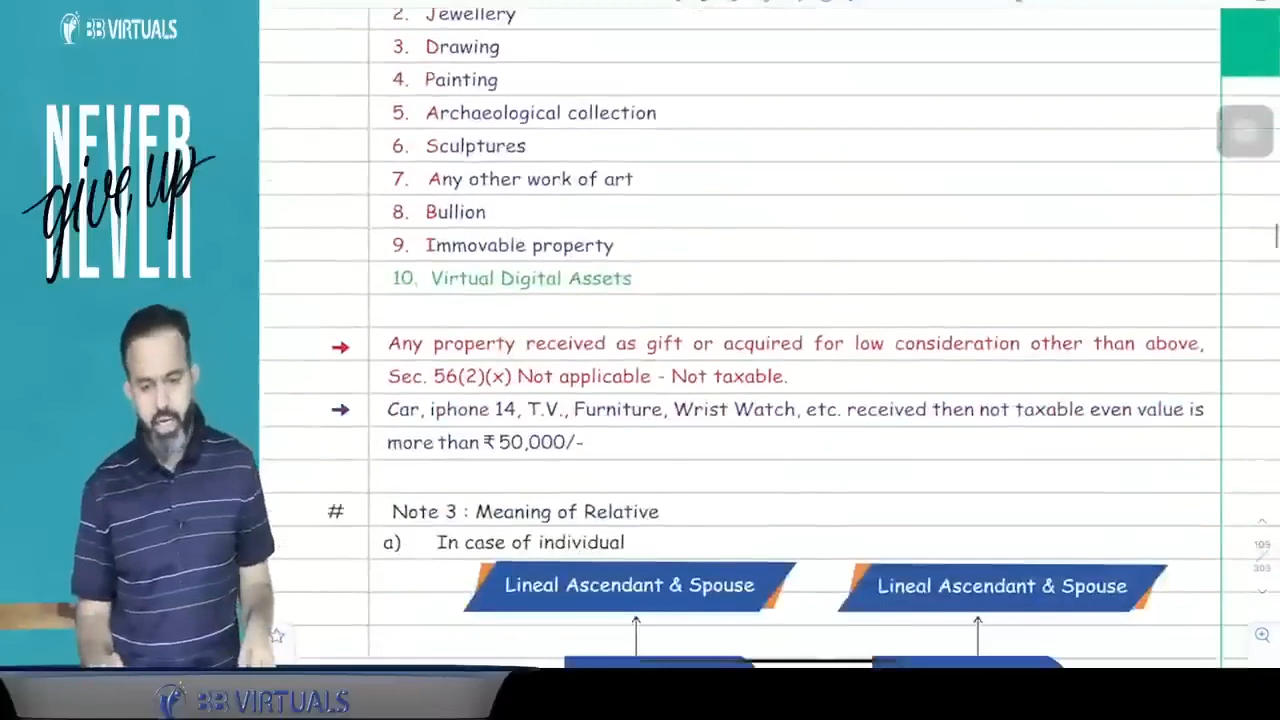 BB VIRTUALS
NEVER
give up
NEVER
2. Jewellery
3. Drawing
4. Painting
5. Archaeological collection
6. Sculptures
7. Any other work of art
8. Bullion
9. Immovable property
10. Virtual Digital Assets
→ Any property received as gift or acquired for low consideration other than above,
Sec. 56(2)(x) Not applicable - Not taxable.
→ Car, iphone 14, T.V., Furniture, Wrist Watch, etc. received then not taxable even value is
more than ₹ 50,000/-
# Note 3 : Meaning of Relative
a) In case of individual
Lineal Ascendant & Spouse
Lineal Ascendant & Spouse
109
303
BB VIRTUALS